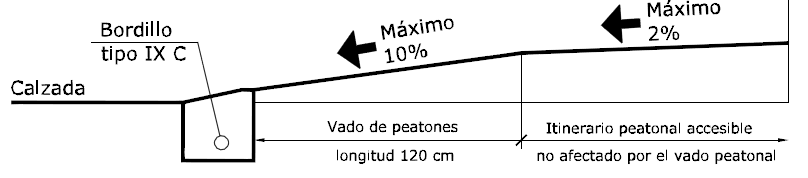 Bordillo
tipo IX C
Calzada
Máximo
10%
Máximo
2%
Vado de peatones
longitud 120 cm
Itinerario peatonal accesible
no afectado por el vado peatonal